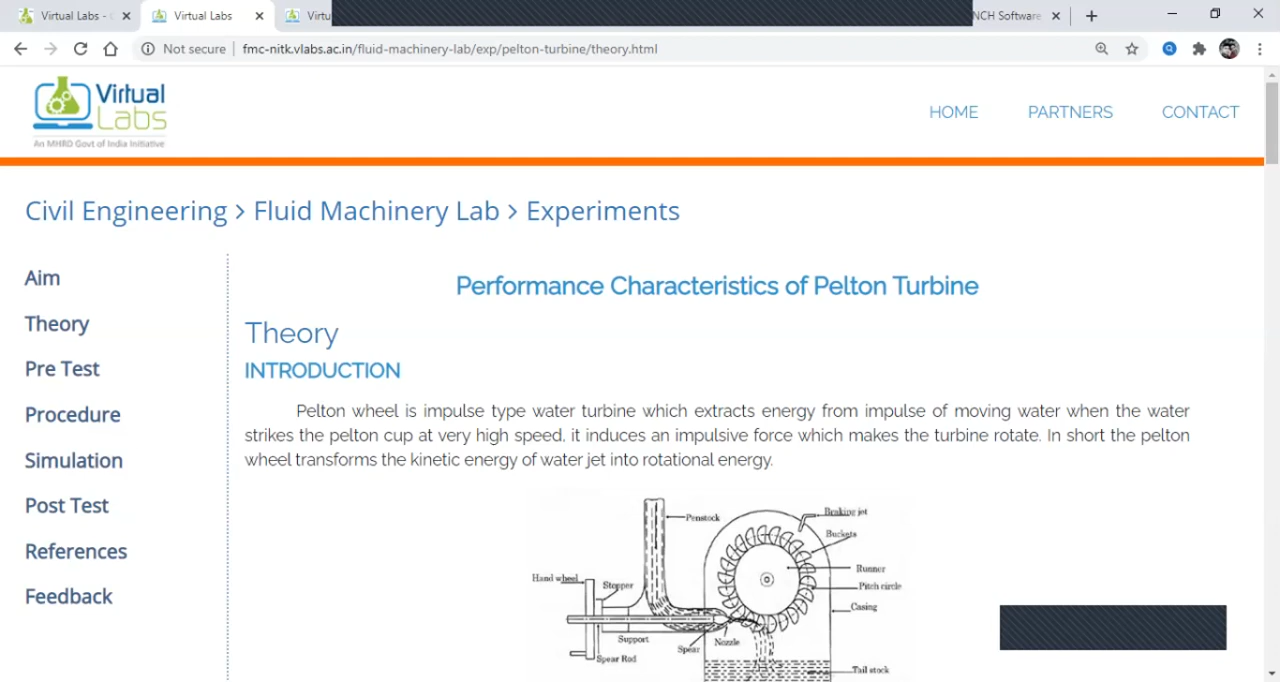 Virtual Labs -
Virtual Labs
Virtu
NCH Software
Not secure
fmc-nitk.vlabs.ac.in/fluid-machinery-lab/exp/pelton-turbine/theory.html
Virtual
Labs
An MHRD Govt of India Initiative
HOME
PARTNERS
CONTACT
Civil Engineering > Fluid Machinery Lab > Experiments
Aim
Theory
Pre Test
Procedure
Simulation
Post Test
References
Feedback
Performance Characteristics of Pelton Turbine
Theory
INTRODUCTION
Pelton wheel is impulse type water turbine which extracts energy from impulse of moving water when the water
strikes the pelton cup at very high speed, it induces an impulsive force which makes the turbine rotate. In short the pelton
wheel transforms the kinetic energy of water jet into rotational energy.
Penstock
Braking jet
Buckets
Runner
Hand wheel
Stopper
Pitch circle
Casing
Support
Nozzle
Spear
Spear Rod
Tail stock